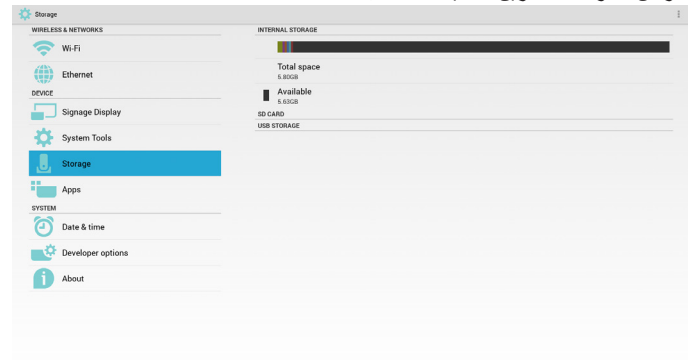 Storage
WIRELESS & NETWORKS
Wi-Fi
Ethernet
DEVICE
Signage Display
System Tools
Storage
Apps
SYSTEM
Date & time
Developer options
About
INTERNAL STORAGE
Total space
5.80GB
Available
5.63GB
SD CARD
USB STORAGE